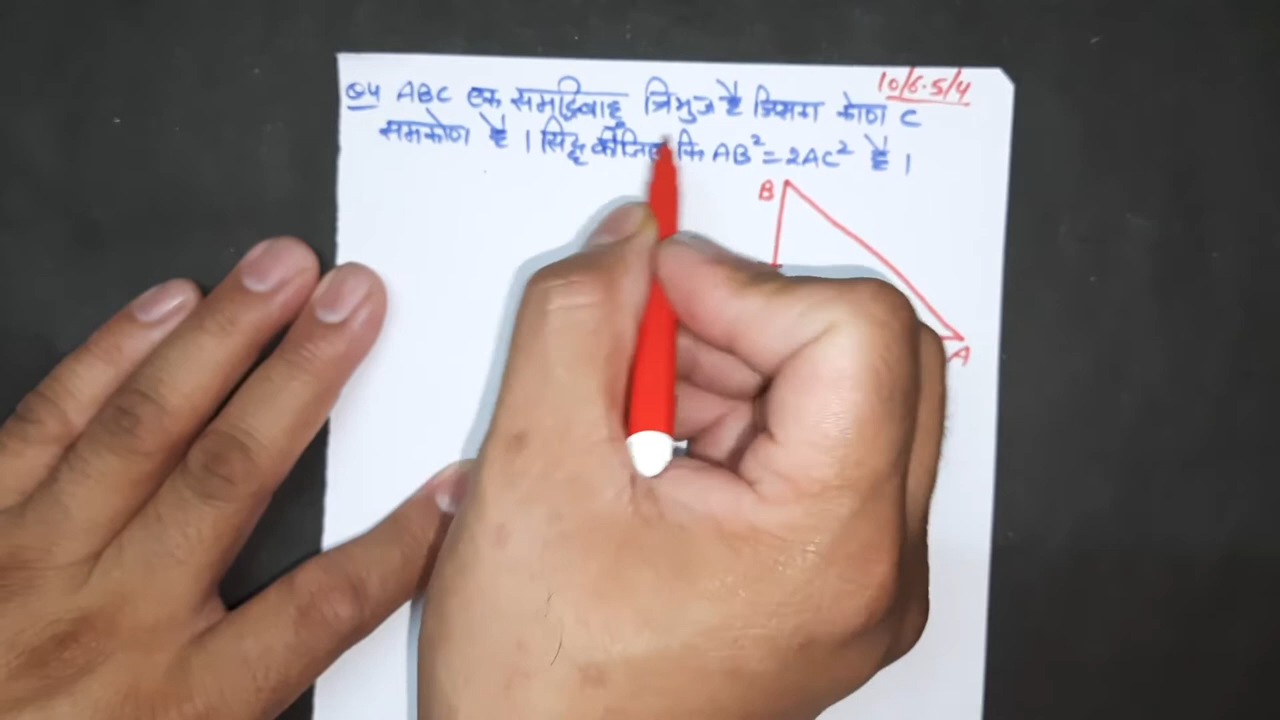 10/6.5/4
Q4 ABC एक समद्विबाहु त्रिभुज है जिसका कोण C
समकोण है । सिद्ध कीजिए कि AB² = 2AC² है ।
B
A